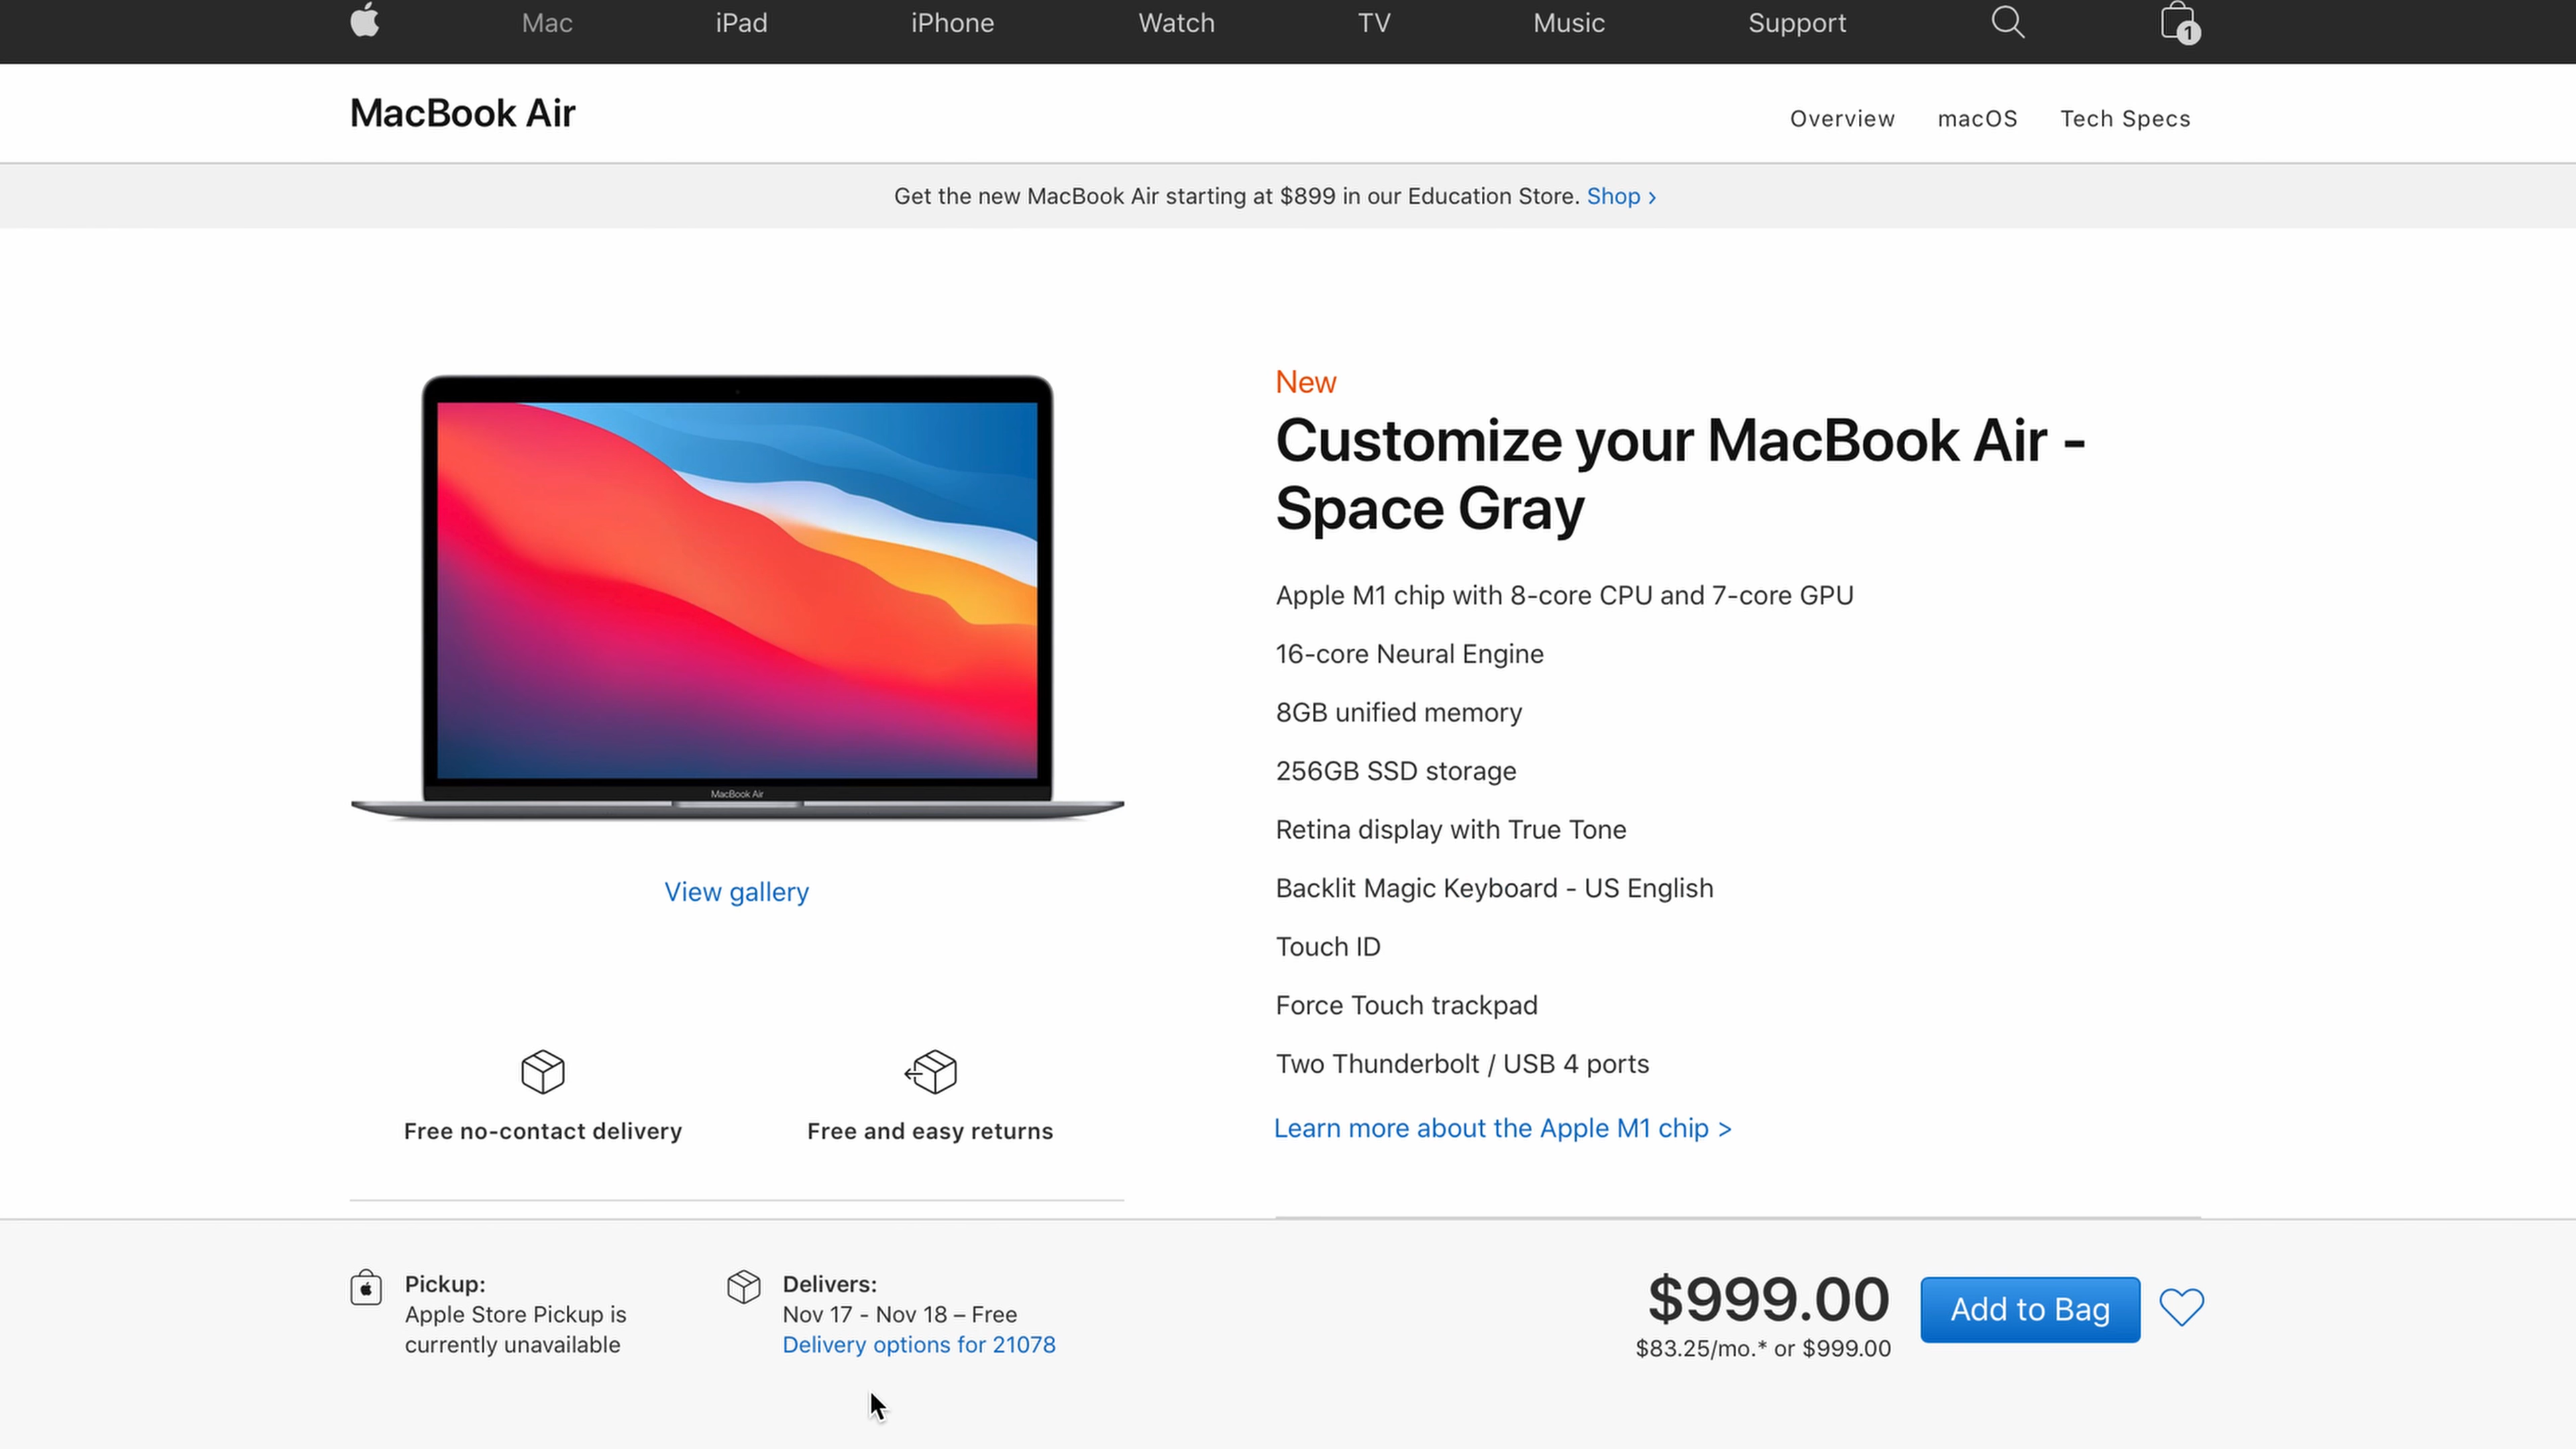 Mac iPad iPhone Watch TV Music Support 1
MacBook Air
Overview macOS Tech Specs
Get the new MacBook Air starting at $899 in our Education Store. Shop ›
New
Customize your MacBook Air -
Space Gray
Apple M1 chip with 8-core CPU and 7-core GPU
16-core Neural Engine
8GB unified memory
256GB SSD storage
Retina display with True Tone
Backlit Magic Keyboard - US English
Touch ID
Force Touch trackpad
Two Thunderbolt / USB 4 ports
Learn more about the Apple M1 chip >
MacBook Air
View gallery
Free no-contact delivery
Free and easy returns
Pickup:
Apple Store Pickup is
currently unavailable
Delivers:
Nov 17 - Nov 18 – Free
Delivery options for 21078
$999.00
$83.25/mo.* or $999.00
Add to Bag